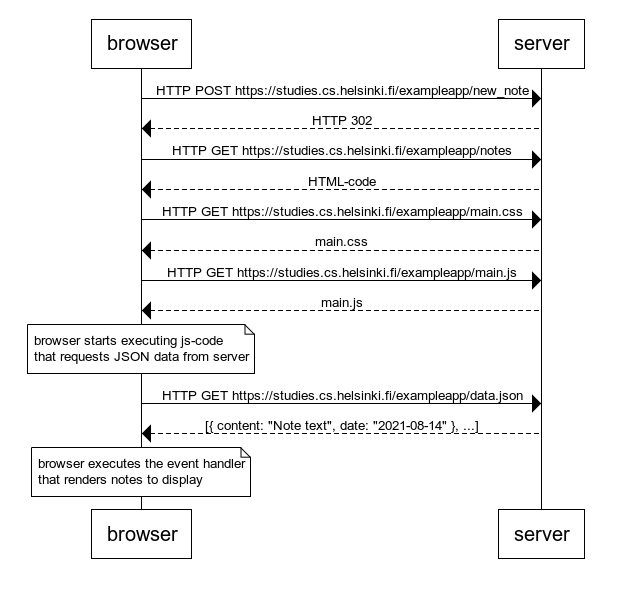 browser
server
HTTP POST https://studies.cs.helsinki.fi/exampleapp/new_note
HTTP 302
HTTP GET https://studies.cs.helsinki.fi/exampleapp/notes
HTML-code
HTTP GET https://studies.cs.helsinki.fi/exampleapp/main.css
main.css
HTTP GET https://studies.cs.helsinki.fi/exampleapp/main.js
main.js
browser starts executing js-code
that requests JSON data from server
HTTP GET https://studies.cs.helsinki.fi/exampleapp/data.json
[{ content: "Note text", date: "2021-08-14" }, ...]
browser executes the event handler
that renders notes to display
browser
server